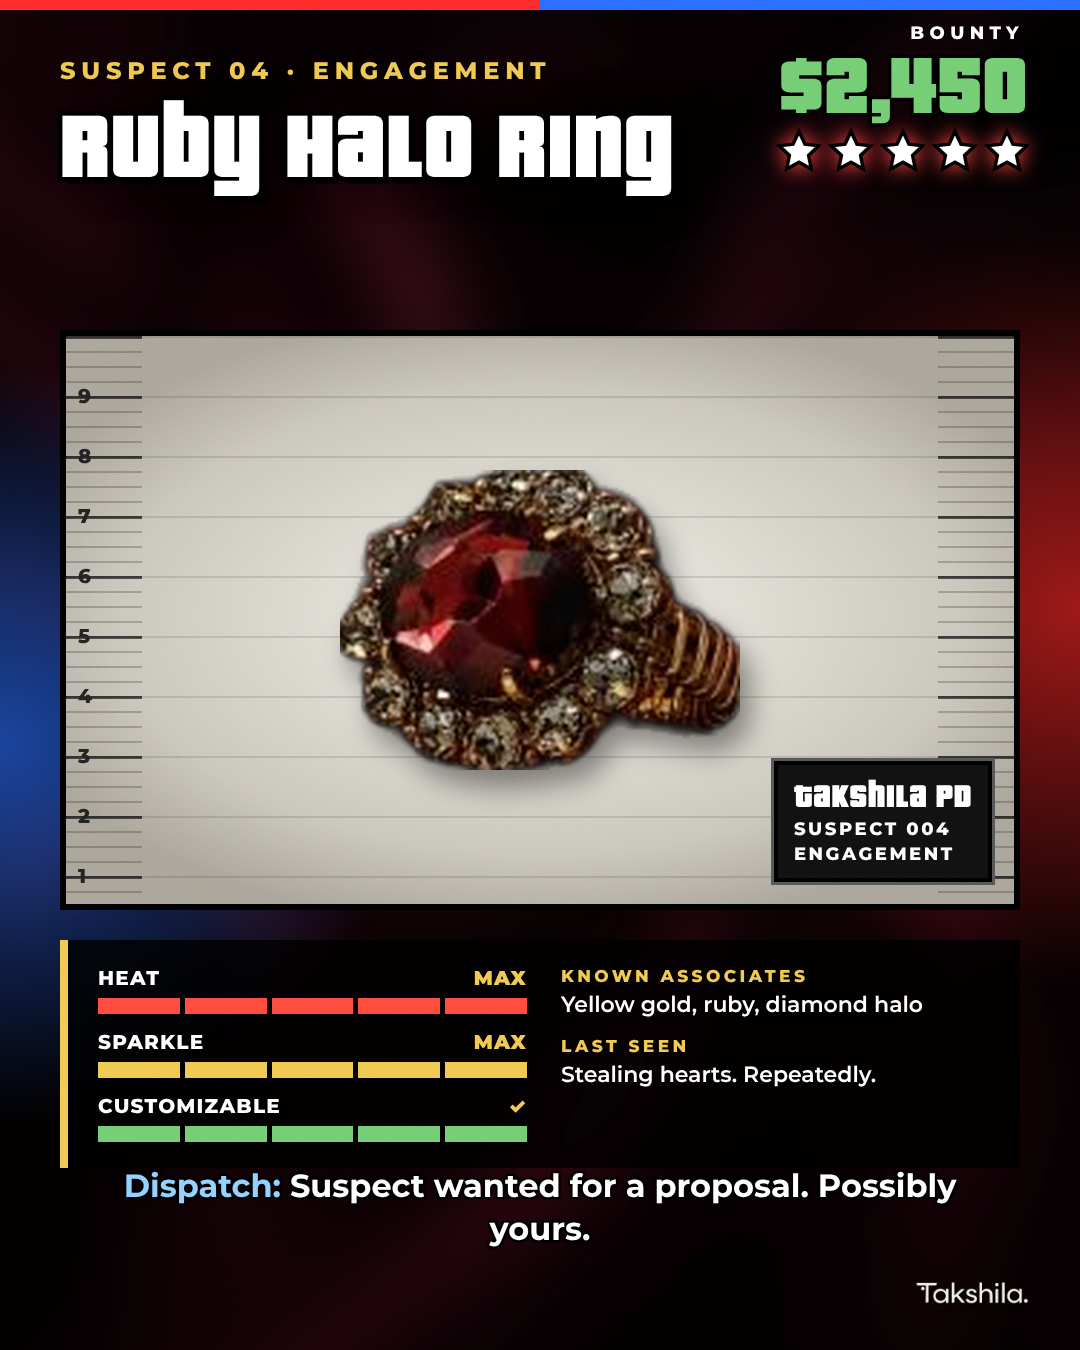 BOUNTY
SUSPECT 04 · ENGAGEMENT
$2,450
Ruby Halo Ring
9
8
7
6
5
4
3
2
1
takshila PD
SUSPECT 004
ENGAGEMENT
HEAT MAX
SPARKLE MAX
CUSTOMIZABLE ✓
KNOWN ASSOCIATES
Yellow gold, ruby, diamond halo
LAST SEEN
Stealing hearts. Repeatedly.
Dispatch: Suspect wanted for a proposal. Possibly
yours.
Takshila.